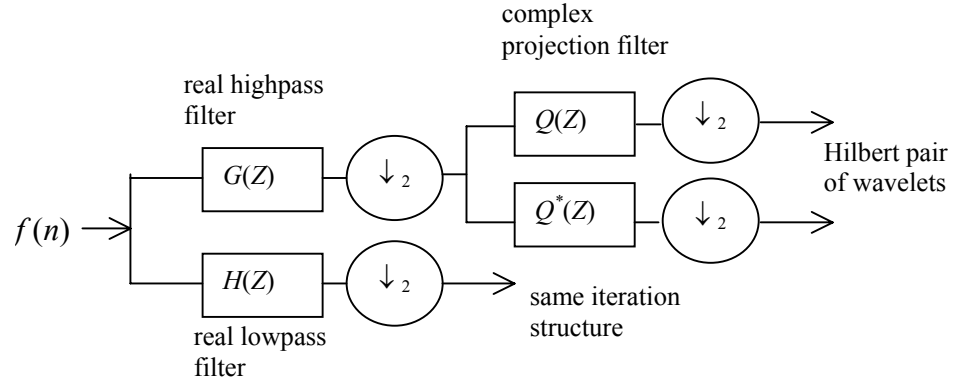 complex
projection filter
real highpass
filter
G(Z)
↓ 2
Q(Z)
↓ 2
Hilbert pair
of wavelets
Q*(Z)
↓ 2
f(n)
H(Z)
↓ 2
same iteration
structure
real lowpass
filter